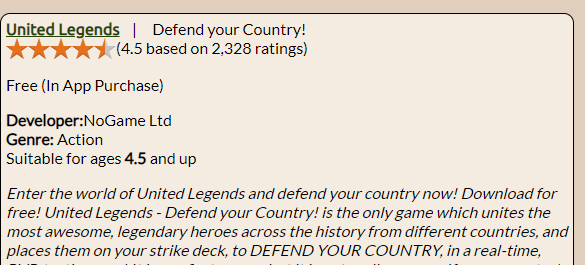 United Legends | Defend your Country!
(4.5 based on 2,328 ratings)
Free (In App Purchase)
Developer:NoGame Ltd
Genre: Action
Suitable for ages 4.5 and up
Enter the world of United Legends and defend your country now! Download for
free! United Legends - Defend your Country! is the only game which unites the
most awesome, legendary heroes across the history from different countries, and
places them on your strike deck, to DEFEND YOUR COUNTRY, in a real-time,